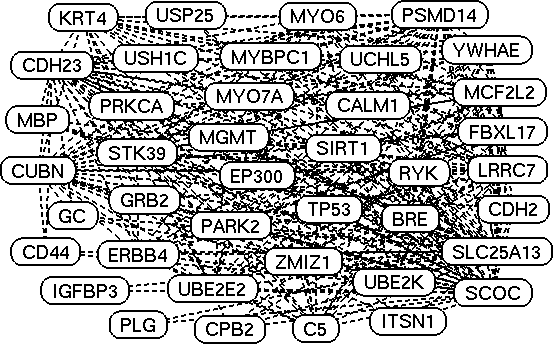 KRT4
USP25
MYO6
PSMD14
CDH23
USH1C
MYBPC1
UCHL5
YWHAE
PRKCA
MYO7A
CALM1
MCF2L2
MBP
MGMT
FBXL17
STK39
SIRT1
CUBN
EP300
RYK
LRRC7
GRB2
TP53
CDH2
GC
PARK2
BRE
CD44
ERBB4
ZMIZ1
SLC25A13
IGFBP3
UBE2E2
UBE2K
SCOC
PLG
CPB2
C5
ITSN1